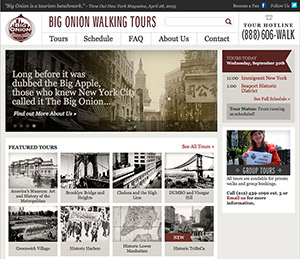 "Big Onion is a tourism benchmark." - Time Out New York Magazine, April 28, 2005
Become a Fan
Follow Us
BIG ONION
BIG ONION WALKING TOURS
TOUR HOTLINE
(888) 606-WALK
Tours
Schedule
FAQ
About Us
Contact
Long before it was
dubbed the Big Apple,
those who knew New York City
called it The Big Onion...
Find out More About Us >
TOURS TODAY
Wednesday, September 30th
11:00 Immigrant New York
1:00 Seaport Historic
District
See Full Schedule >
Tour Status: Tours running
as scheduled!
FEATURED TOURS
See All Tours >
America's Museum: Art and
History of the
Metropolitan
Brooklyn Bridge and
Heights
Chelsea and the High
Line
DUMBO and Vinegar
Hill
GROUP TOURS
All tours are available for private
walks and group bookings.
Call (212) 439-1090 ext. 3 or
Email us for more
information.
NEW
Greenwich Village
Historic Harlem
Historic Lower
Manhattan
Historic TriBeCa